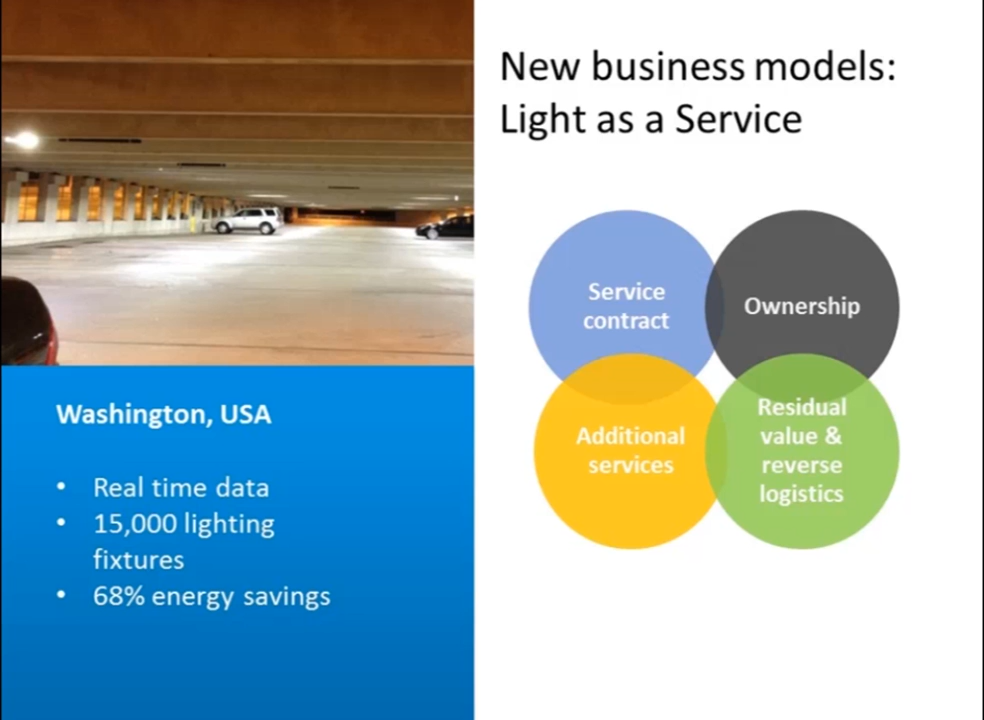 New business models:
Light as a Service
Service
contract
Ownership
Additional
services
Residual
value &
reverse
logistics
Washington, USA
• Real time data
• 15,000 lighting
fixtures
• 68% energy savings